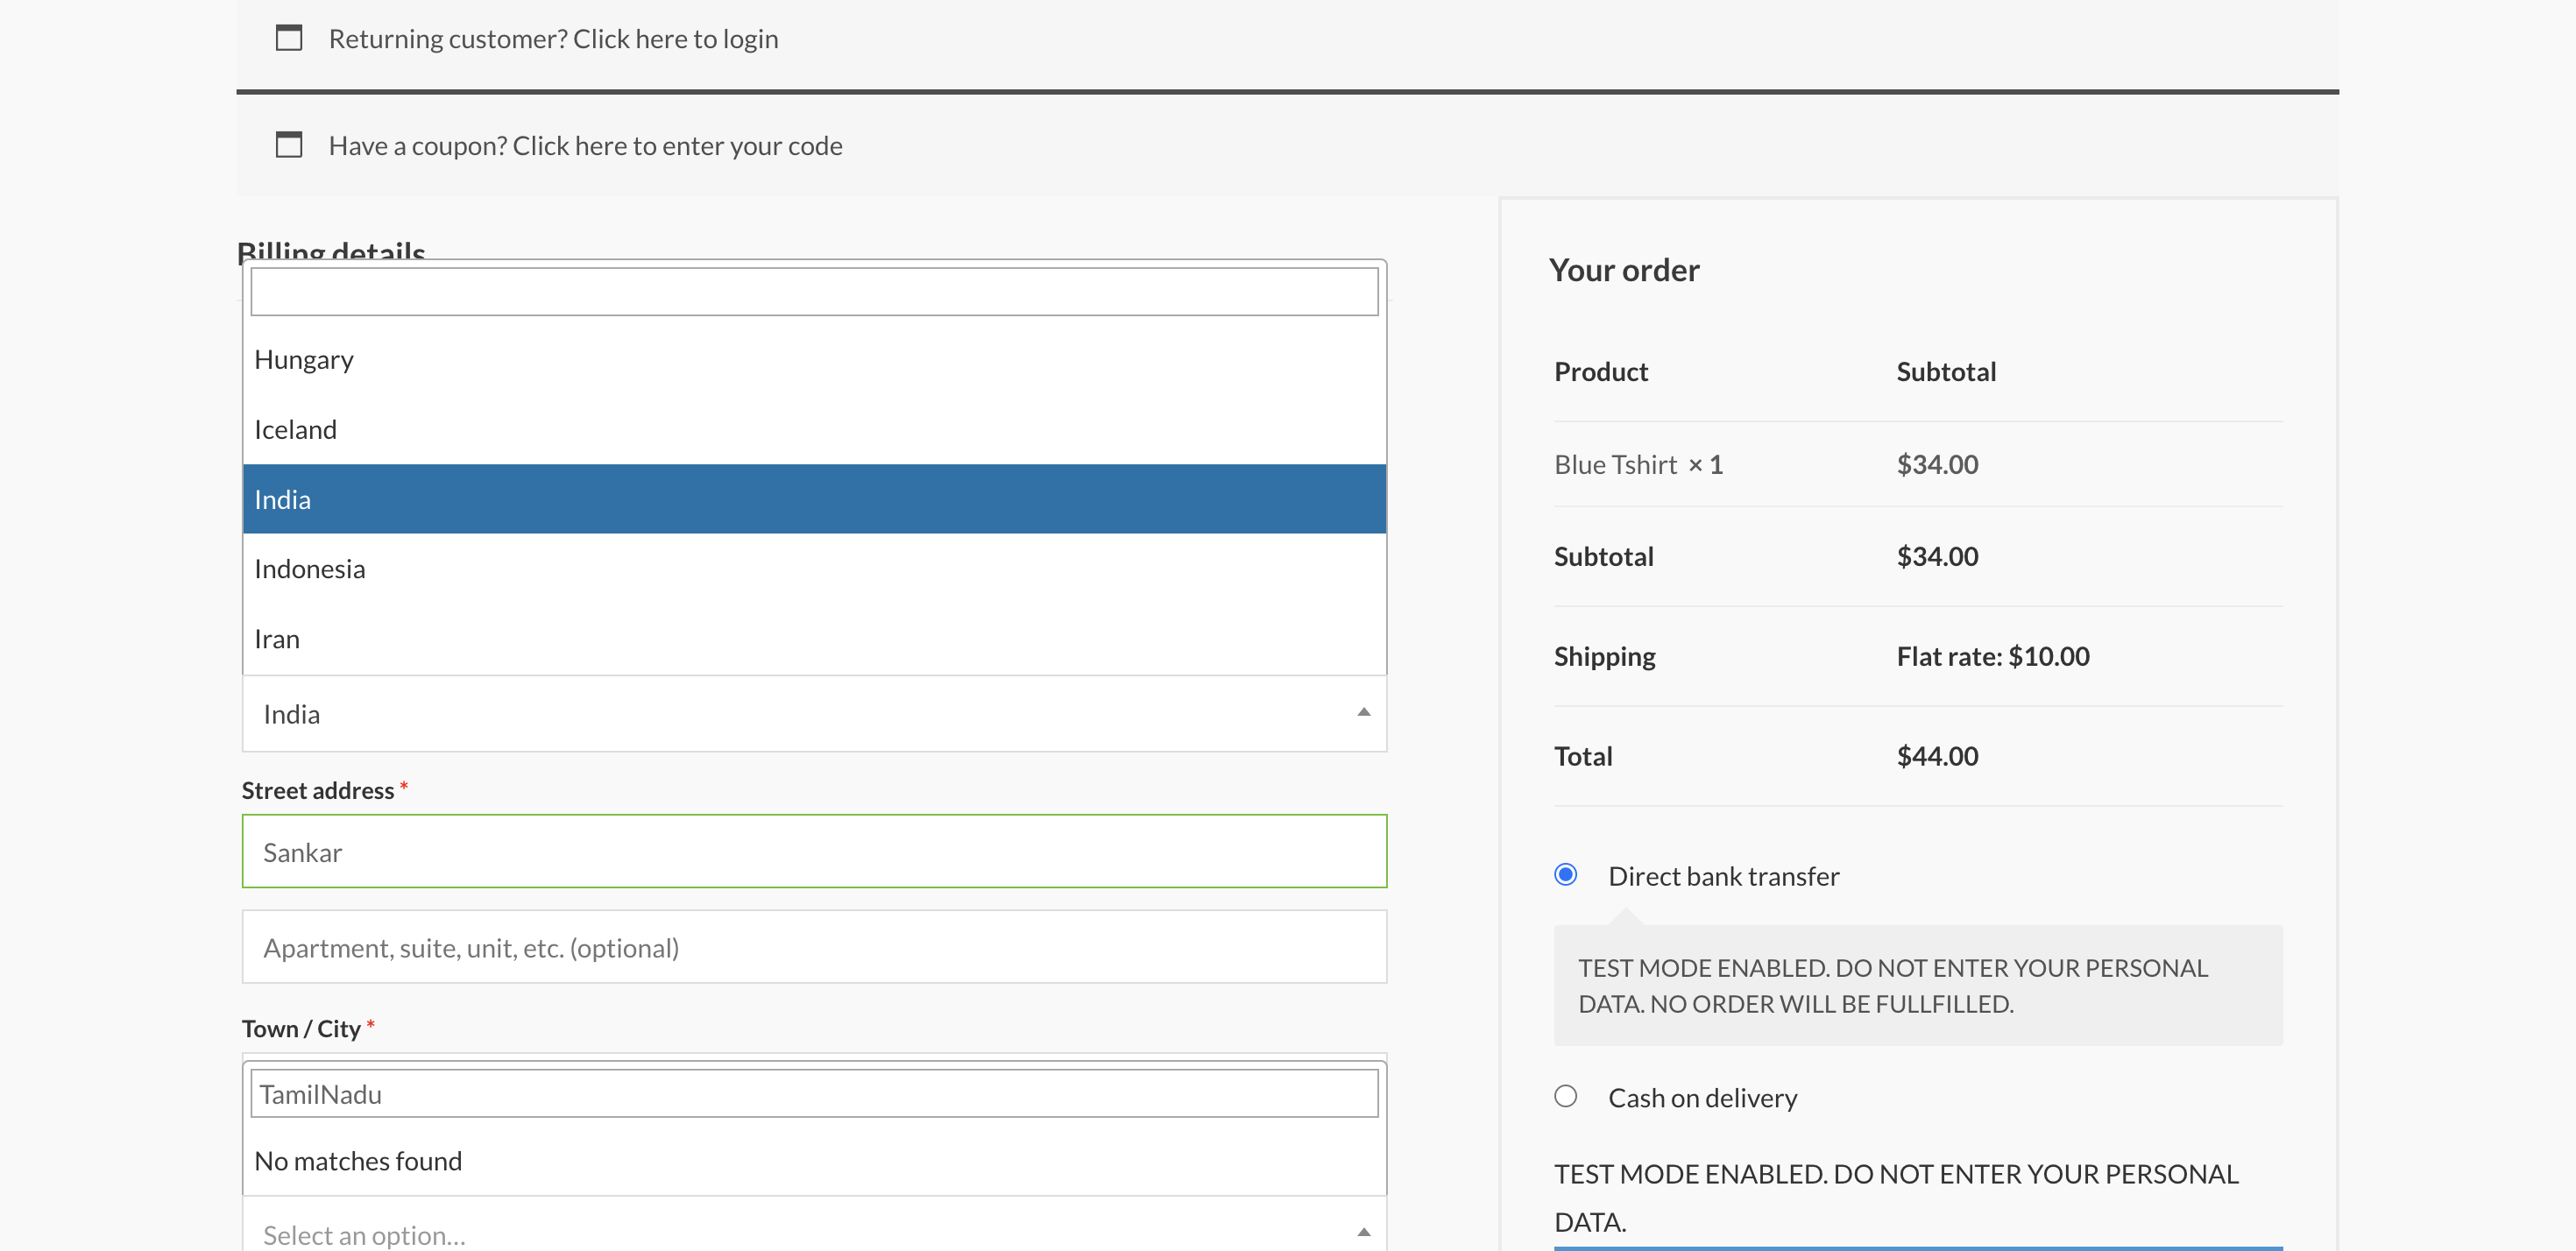 Returning customer? Click here to login
Have a coupon? Click here to enter your code
Billing details
Hungary
Iceland
India
Indonesia
Iran
India
Street address *
Sankar
Apartment, suite, unit, etc. (optional)
Town / City *
TamilNadu
No matches found
Select an option...
Your order
Product Subtotal
Blue Tshirt × 1 $34.00
Subtotal $34.00
Shipping Flat rate: $10.00
Total $44.00
Direct bank transfer
TEST MODE ENABLED. DO NOT ENTER YOUR PERSONAL
DATA. NO ORDER WILL BE FULLFILLED.
Cash on delivery
TEST MODE ENABLED. DO NOT ENTER YOUR PERSONAL
DATA.